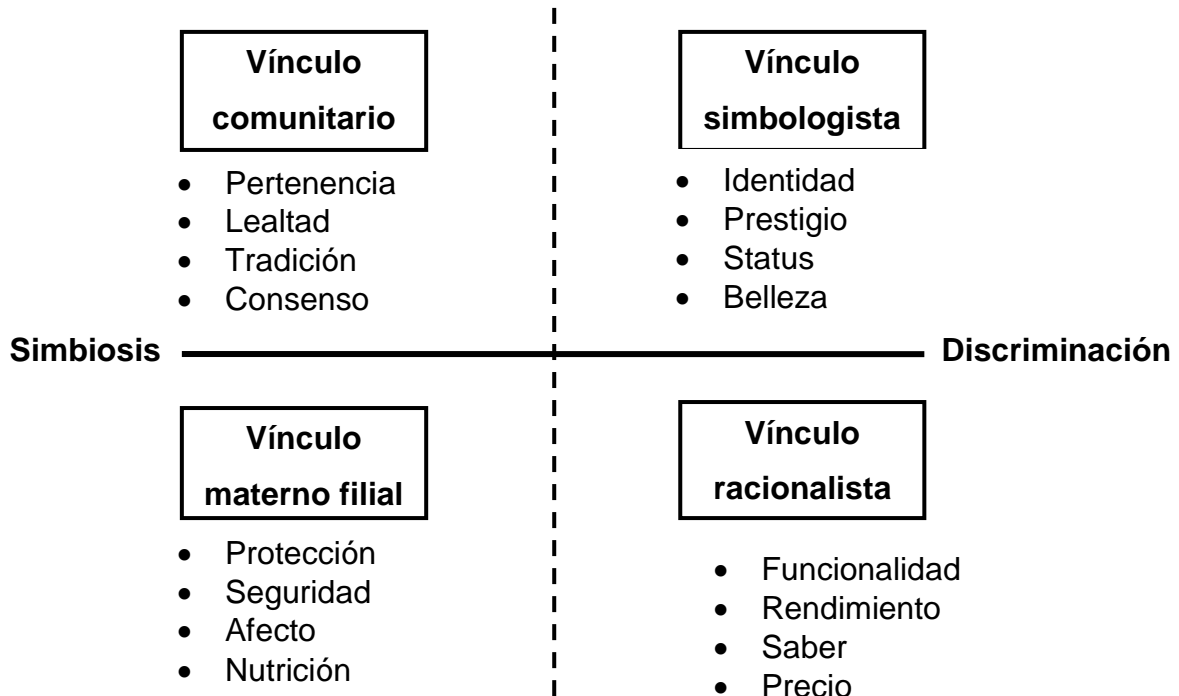 Vínculo
comunitario
• Pertenencia
• Lealtad
• Tradición
• Consenso
Vínculo
simbologista
• Identidad
• Prestigio
• Status
• Belleza
Simbiosis
Discriminación
Vínculo
materno filial
• Protección
• Seguridad
• Afecto
• Nutrición
Vínculo
racionalista
• Funcionalidad
• Rendimiento
• Saber
• Precio